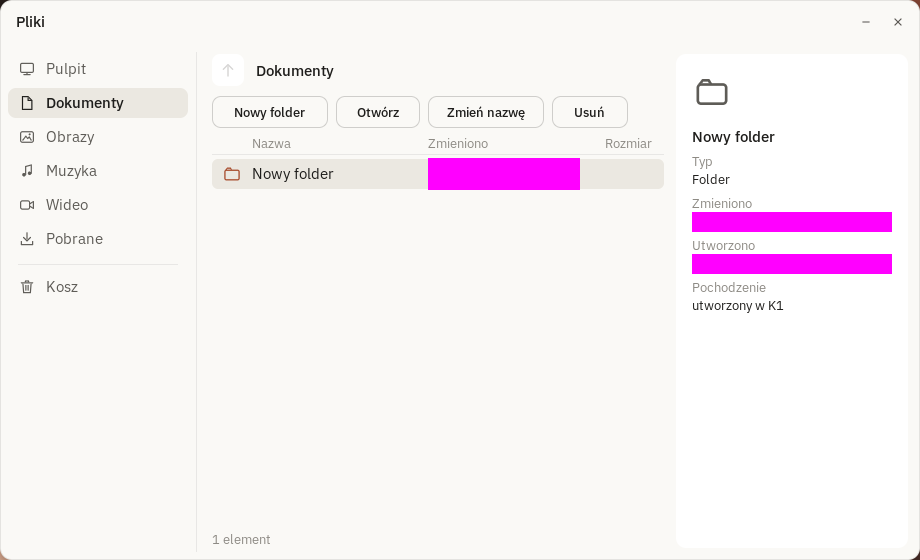 Pliki
Pulpit
Dokumenty
Obrazy
Muzyka
Wideo
Pobrane
Kosz
Dokumenty
Nowy folder
Otwórz
Zmień nazwę
Usuń
Nazwa
Zmieniono
Rozmiar
Nowy folder
1 element
Nowy folder
Typ
Folder
Zmieniono
Utworzono
Pochodzenie
utworzony w K1